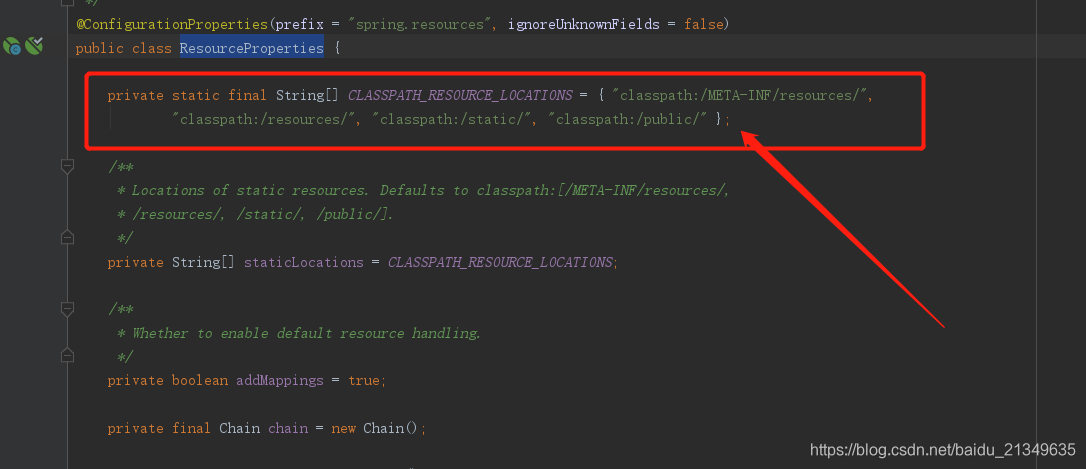 */
@ConfigurationProperties(prefix = "spring.resources", ignoreUnknownFields = false)
public class ResourceProperties {
private static final String[] CLASSPATH_RESOURCE_LOCATIONS = { "classpath:/META-INF/resources/",
"classpath:/resources/", "classpath:/static/", "classpath:/public/" };
/**
* Locations of static resources. Defaults to classpath:[/META-INF/resources/,
* /resources/, /static/, /public/].
*/
private String[] staticLocations = CLASSPATH_RESOURCE_LOCATIONS;
/**
* Whether to enable default resource handling.
*/
private boolean addMappings = true;
private final Chain chain = new Chain();
https://blog.csdn.net/baidu_21349635